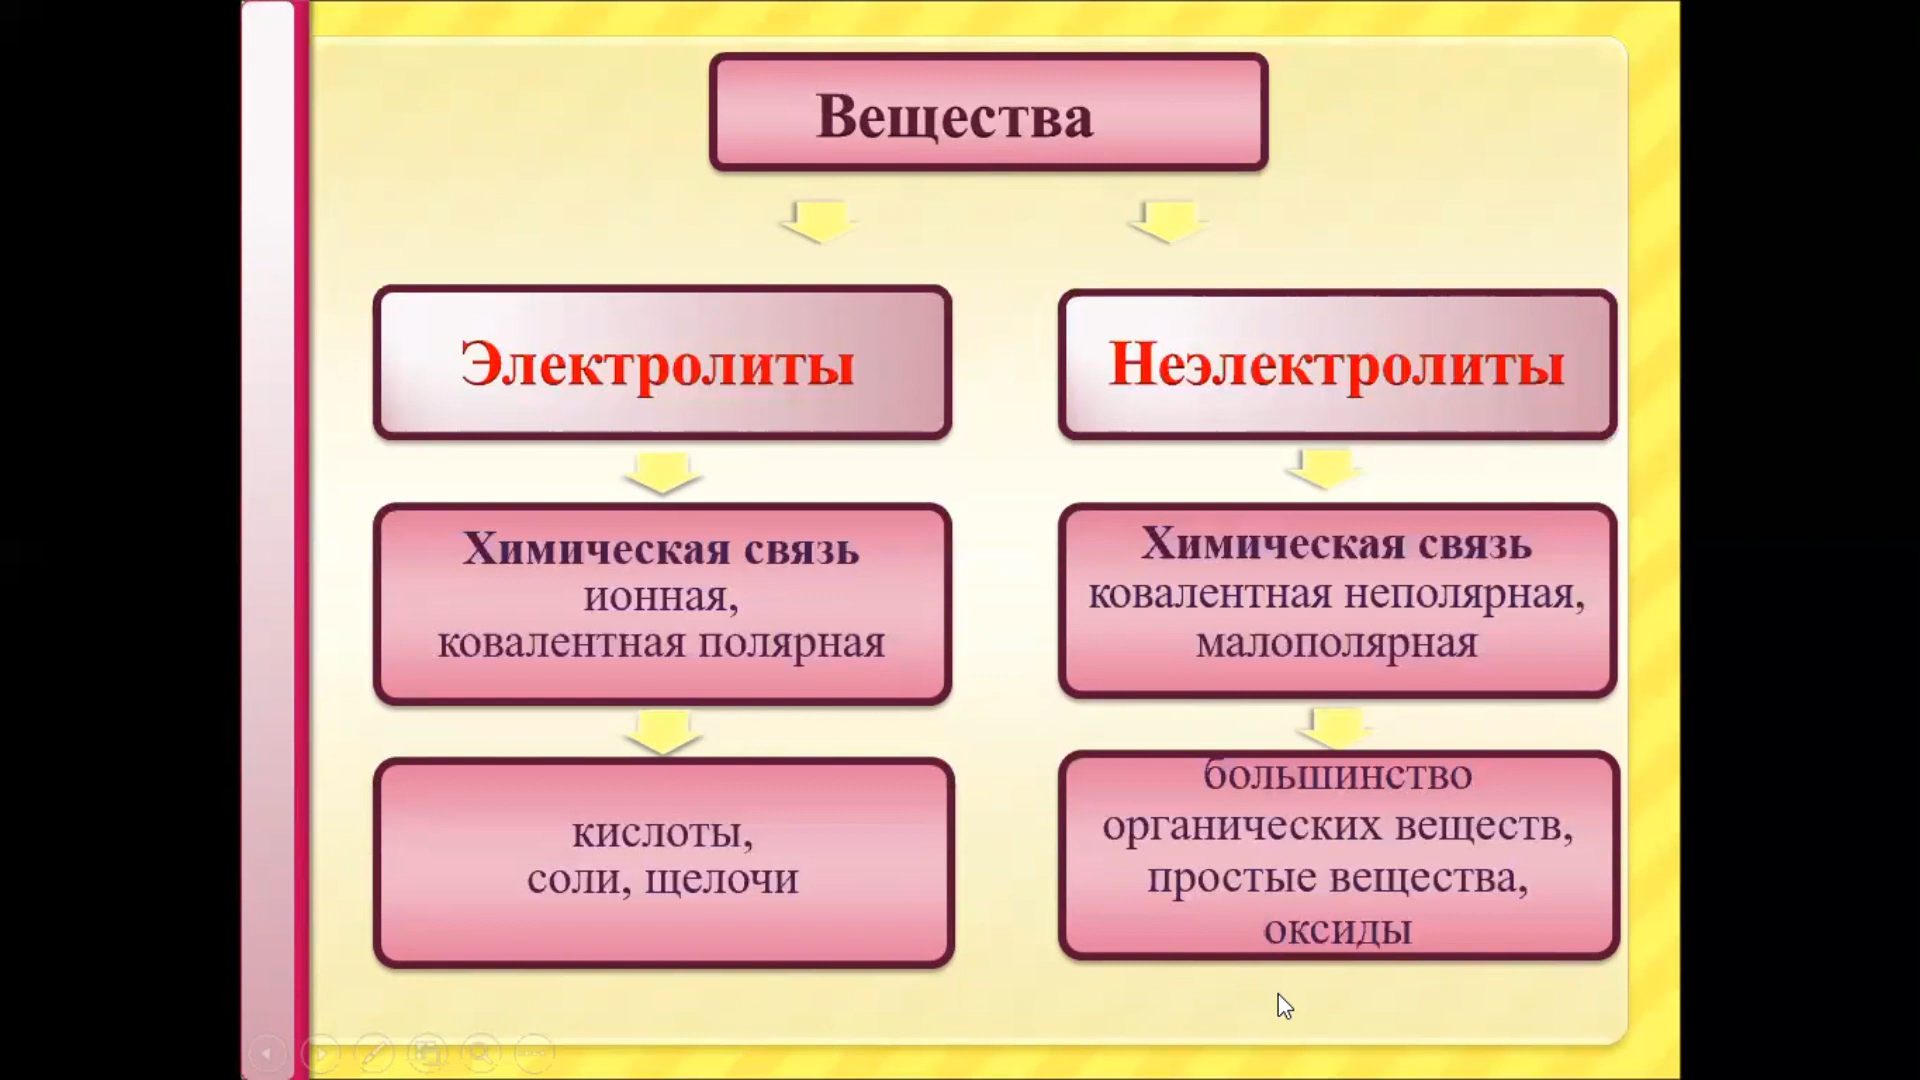 Вещества
Электролиты
Неэлектролиты
Химическая связь
ионная,
ковалентная полярная
Химическая связь
ковалентная неполярная,
малополярная
кислоты,
соли, щелочи
большинство
органических веществ,
простые вещества,
оксиды